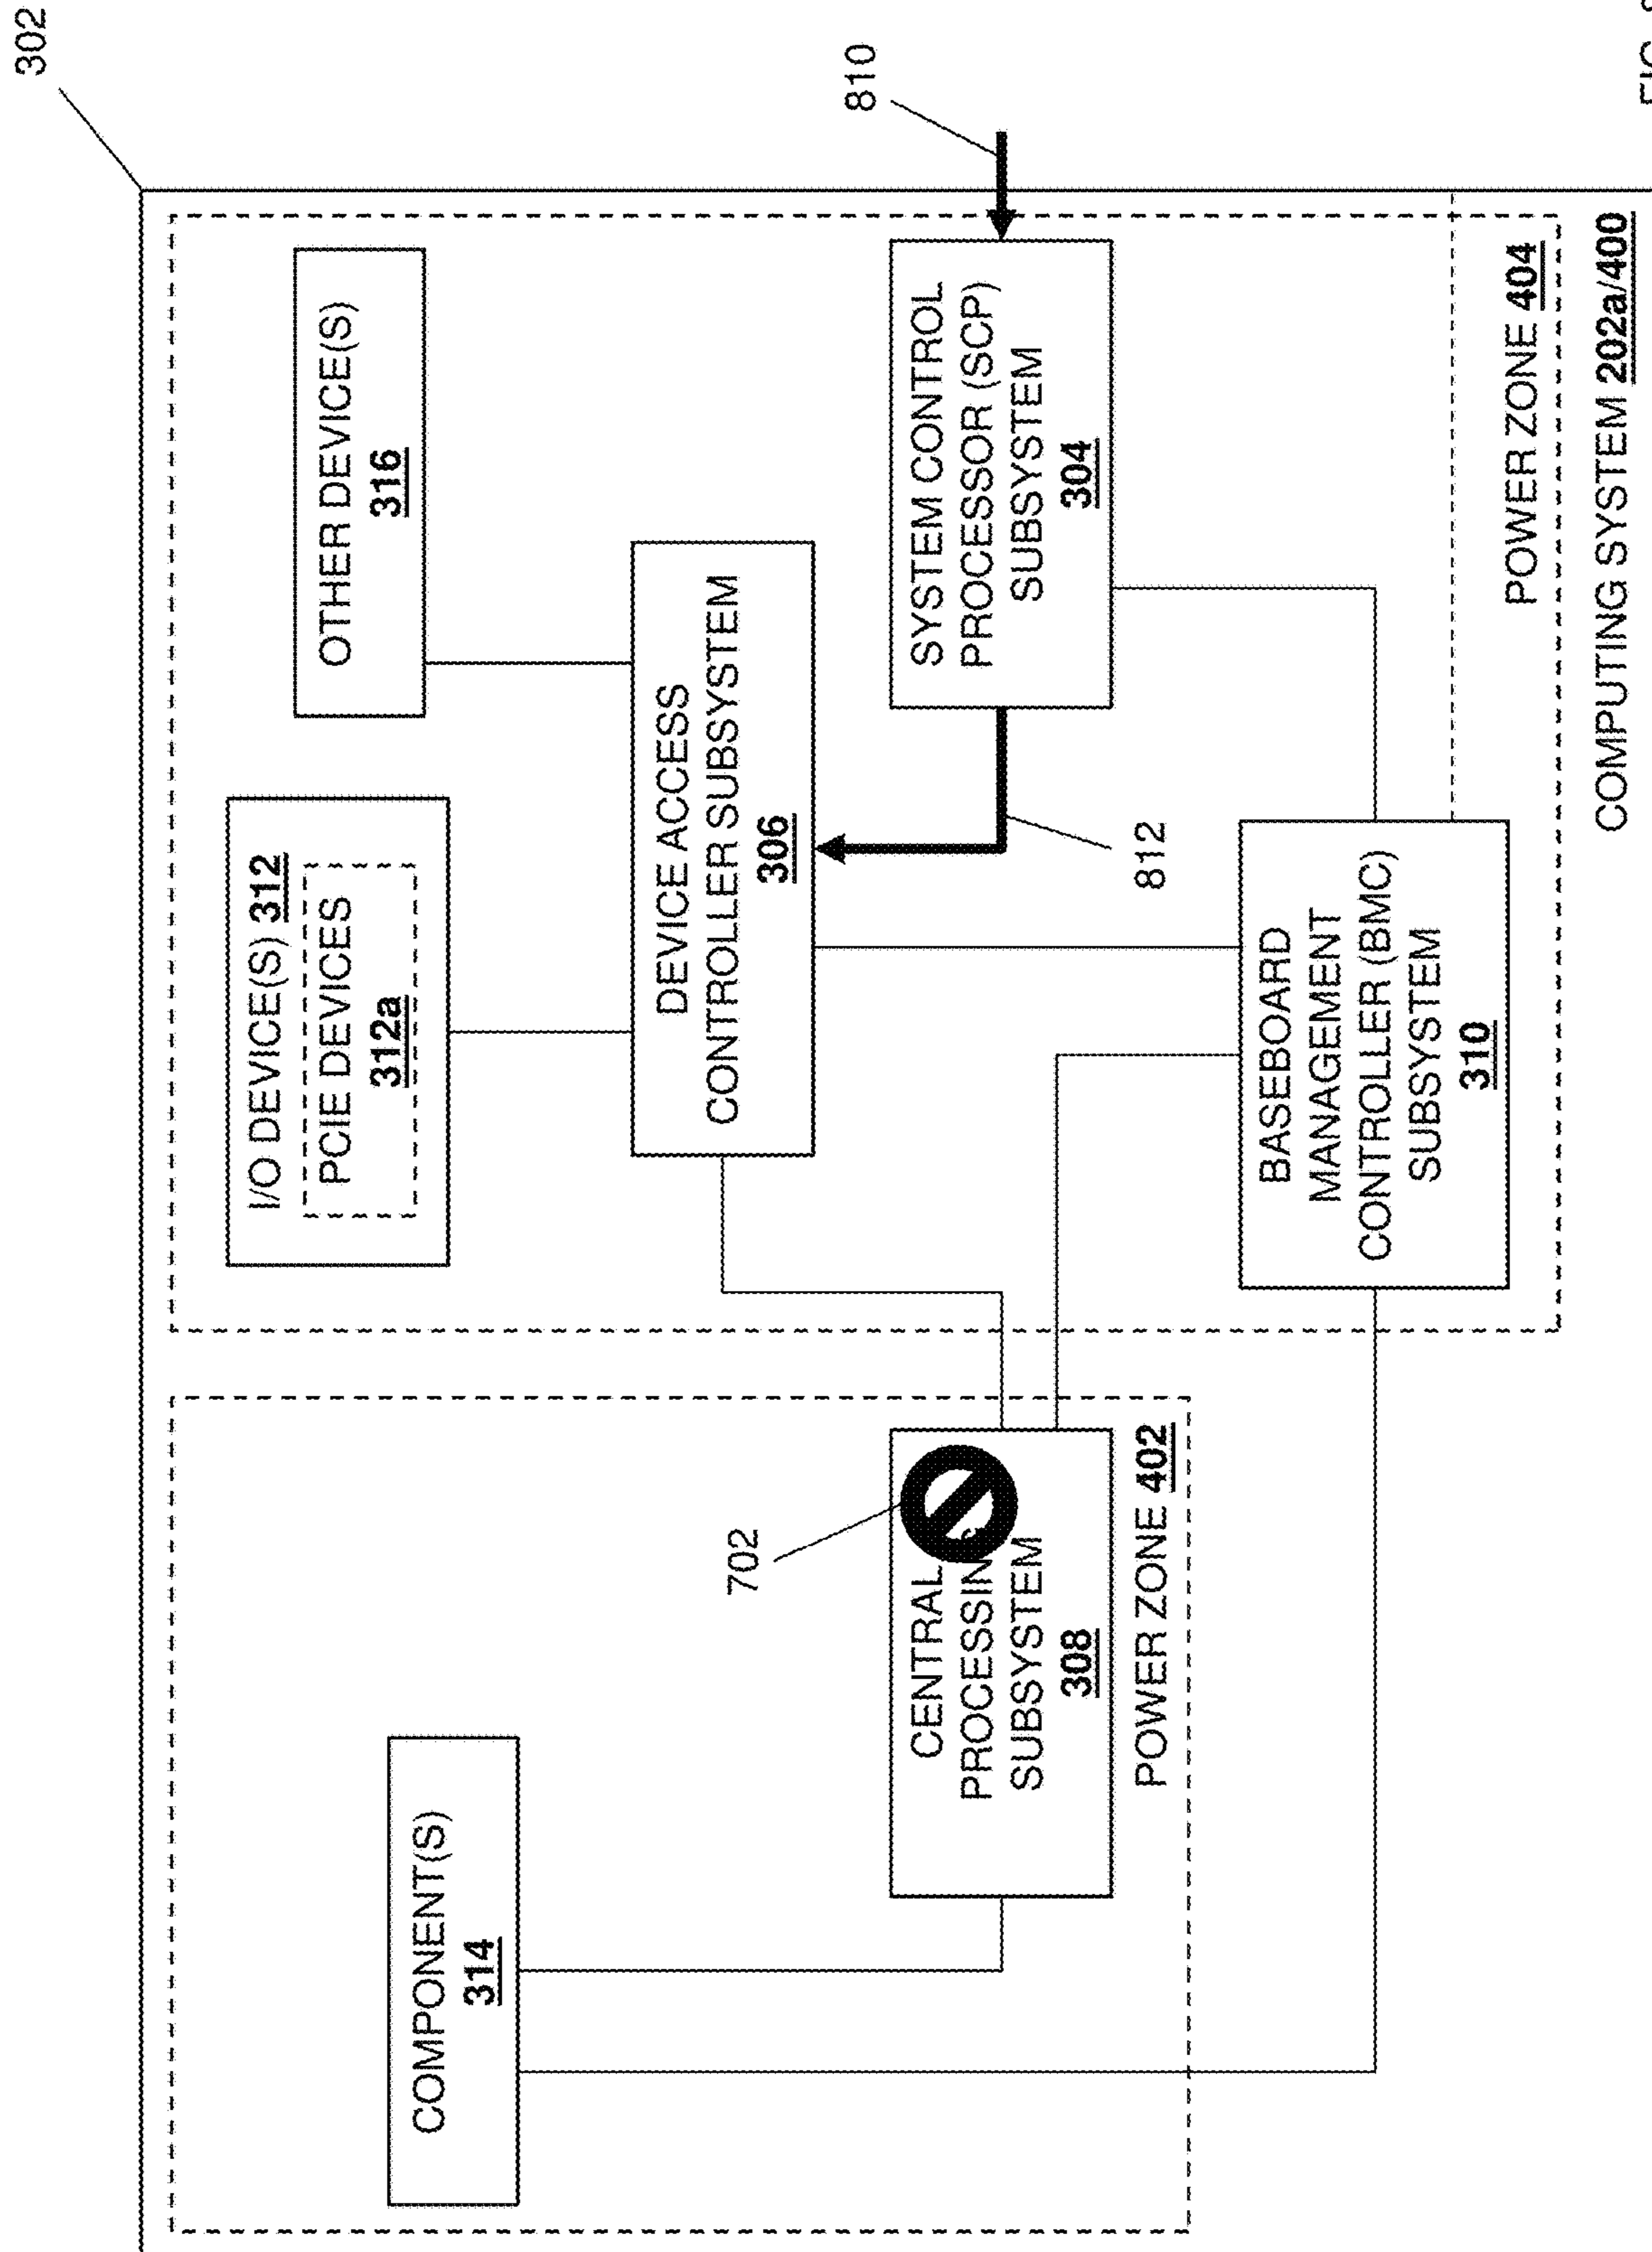 302
I/O DEVICE(S) 312
PCIE DEVICES
312a
OTHER DEVICE(S)
316
COMPONENT(S)
314
DEVICE ACCESS
CONTROLLER SUBSYSTEM
306
702
810
CENTRAL
PROCESSING
SUBSYSTEM
308
SYSTEM CONTROL
PROCESSOR (SCP)
SUBSYSTEM
304
POWER ZONE 402
812
BASEBOARD
MANAGEMENT
CONTROLLER (BMC)
SUBSYSTEM
310
POWER ZONE 404
COMPUTING SYSTEM 202a/400